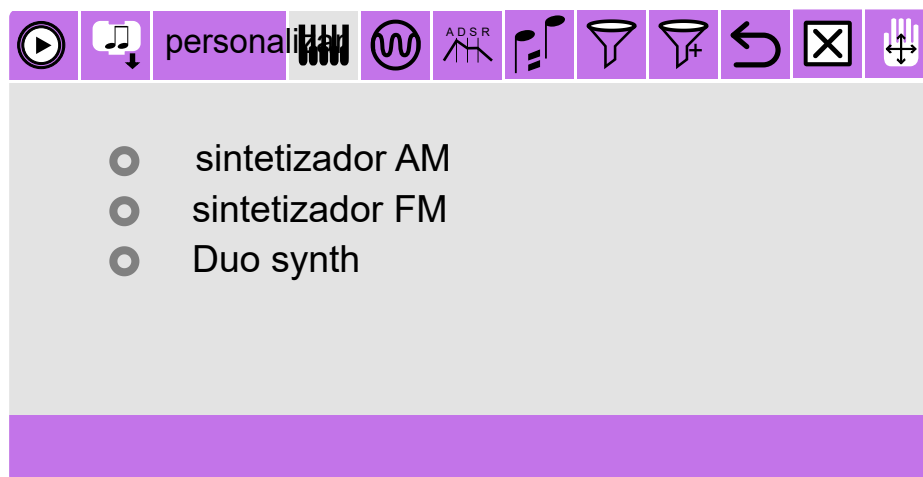 personalizar A D S R
sintetizador AM
sintetizador FM
Duo synth